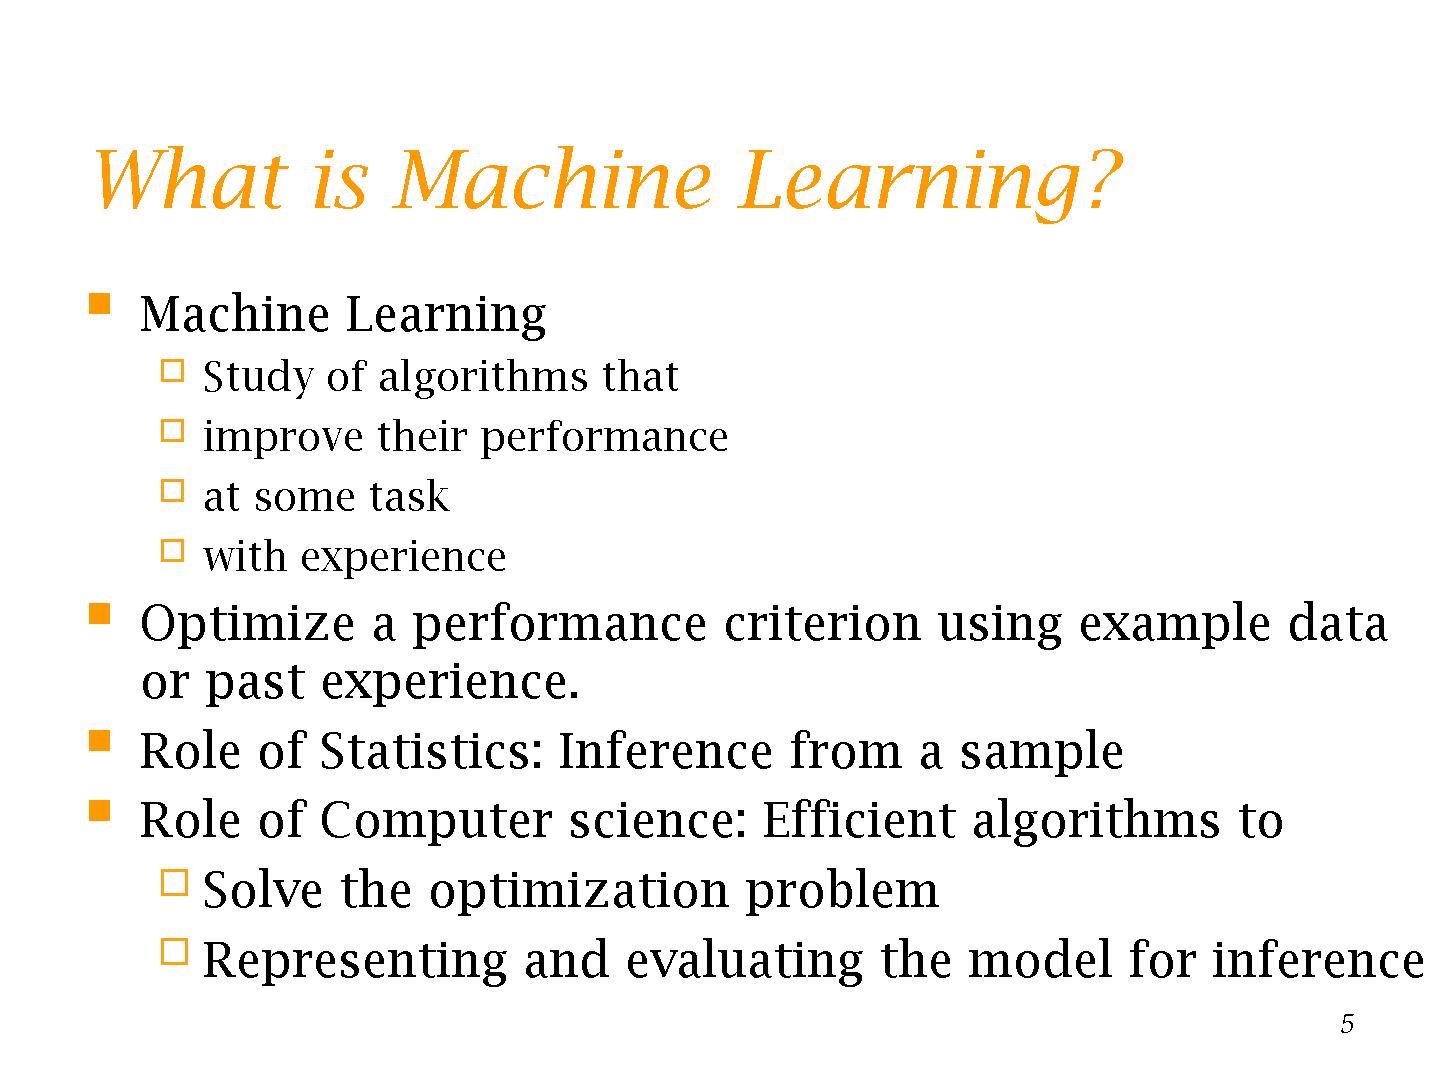 What is Machine Learning?
Machine Learning
Study of algorithms that
improve their performance
at some task
with experience
Optimize a performance criterion using example data
or past experience.
Role of Statistics: Inference from a sample
Role of Computer science: Efficient algorithms to
Solve the optimization problem
Representing and evaluating the model for inference
5